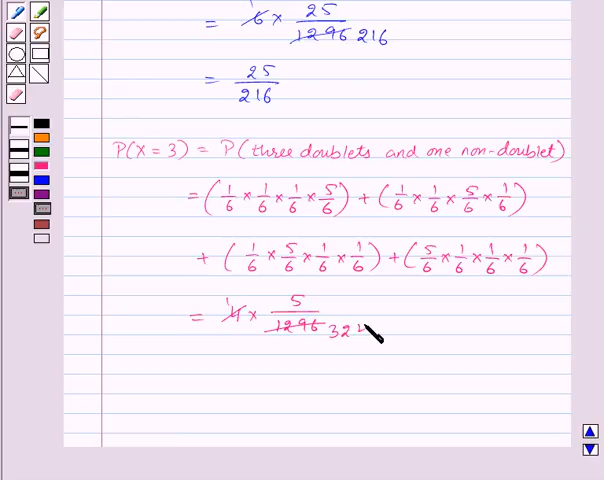 = 6 × 25/1296 216
= 25/216
P(X = 3) = P(three doublets and one non-doublet)
= (1/6 × 1/6 × 1/6 × 5/6) + (1/6 × 1/6 × 5/6 × 1/6)
+ (1/6 × 5/6 × 1/6 × 1/6) + (5/6 × 1/6 × 1/6 × 1/6)
= 1 4 × 5/1296 324